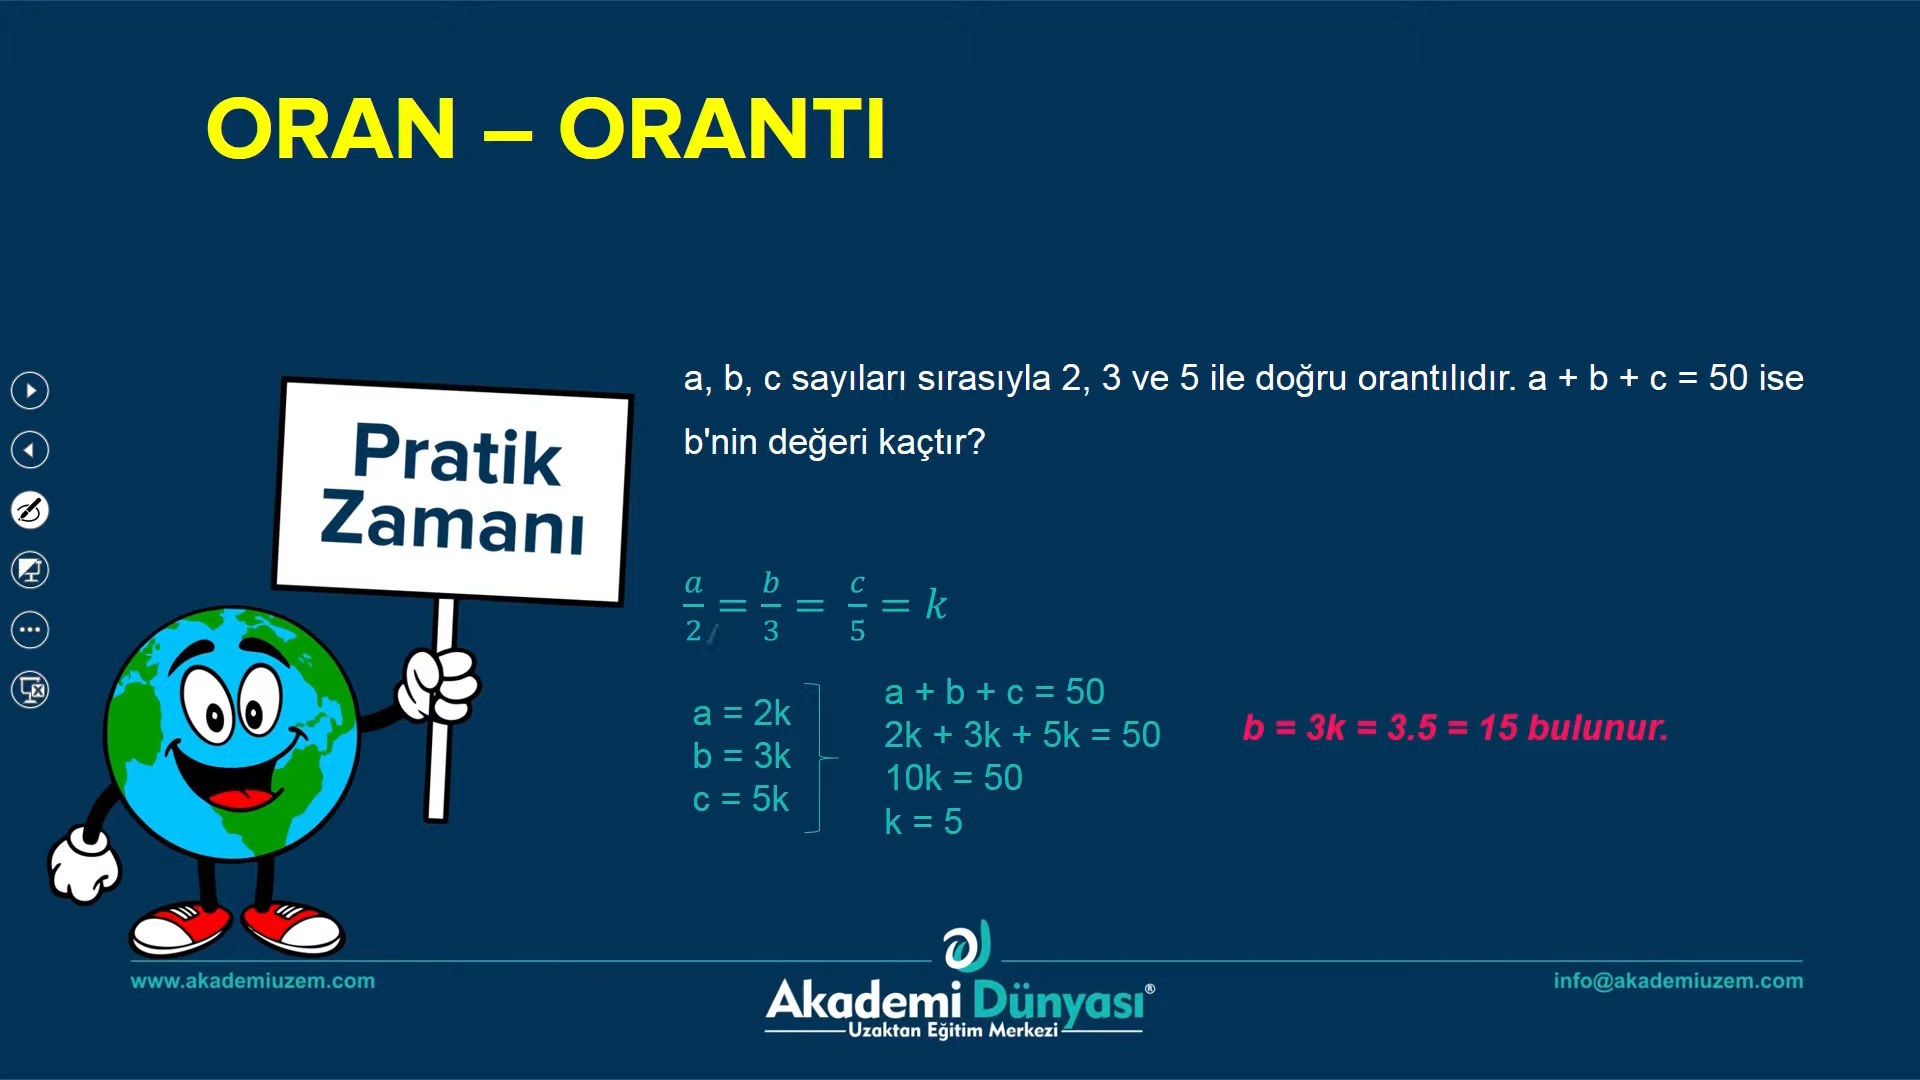 ORAN – ORANTI
Pratik
Zamanı
a, b, c sayıları sırasıyla 2, 3 ve 5 ile doğru orantılıdır. a + b + c = 50 ise
b'nin değeri kaçtır?
a/2 = b/3 = c/5 = k
a = 2k
b = 3k
c = 5k
a + b + c = 50
2k + 3k + 5k = 50
10k = 50
k = 5
b = 3k = 3.5 = 15 bulunur.
www.akademiuzem.com
Akademi Dünyası®
Uzaktan Eğitim Merkezi
info@akademiuzem.com